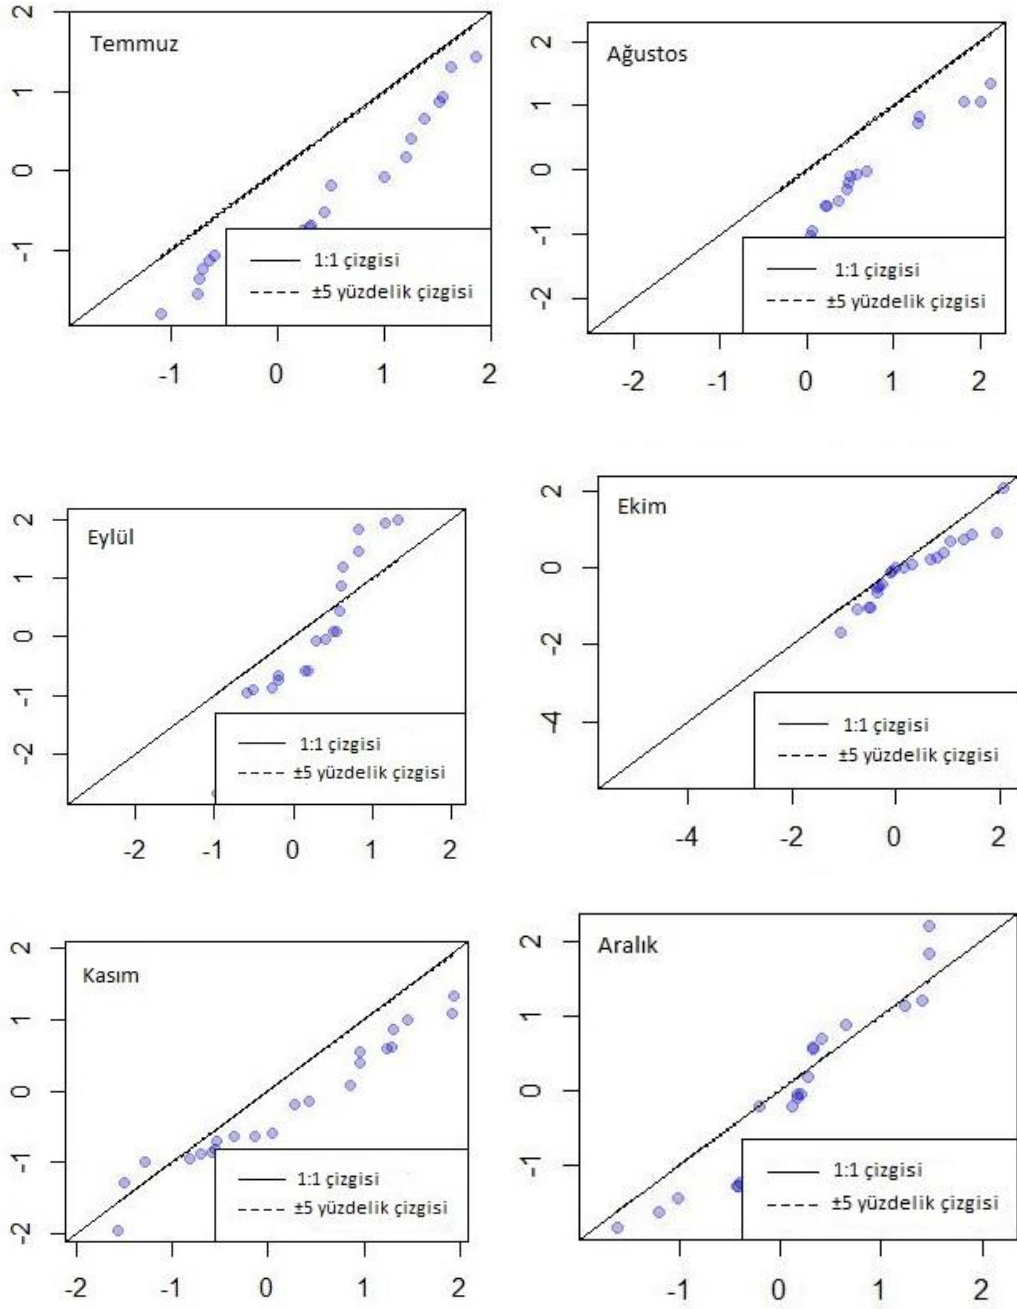 Temmuz
2
1
0
-1
1:1 çizgisi
±5 yüzdelik çizgisi
-1 0 1 2
Ağustos
2
1
0
-1
-2
1:1 çizgisi
±5 yüzdelik çizgisi
-2 -1 0 1 2
Eylül
2
1
0
-1
-2
1:1 çizgisi
±5 yüzdelik çizgisi
-2 -1 0 1 2
Ekim
2
0
-2
-4
1:1 çizgisi
±5 yüzdelik çizgisi
-4 -2 0 2
Kasım
2
1
0
-1
-2
1:1 çizgisi
±5 yüzdelik çizgisi
-2 -1 0 1 2
Aralık
2
1
0
-1
1:1 çizgisi
±5 yüzdelik çizgisi
-1 0 1 2